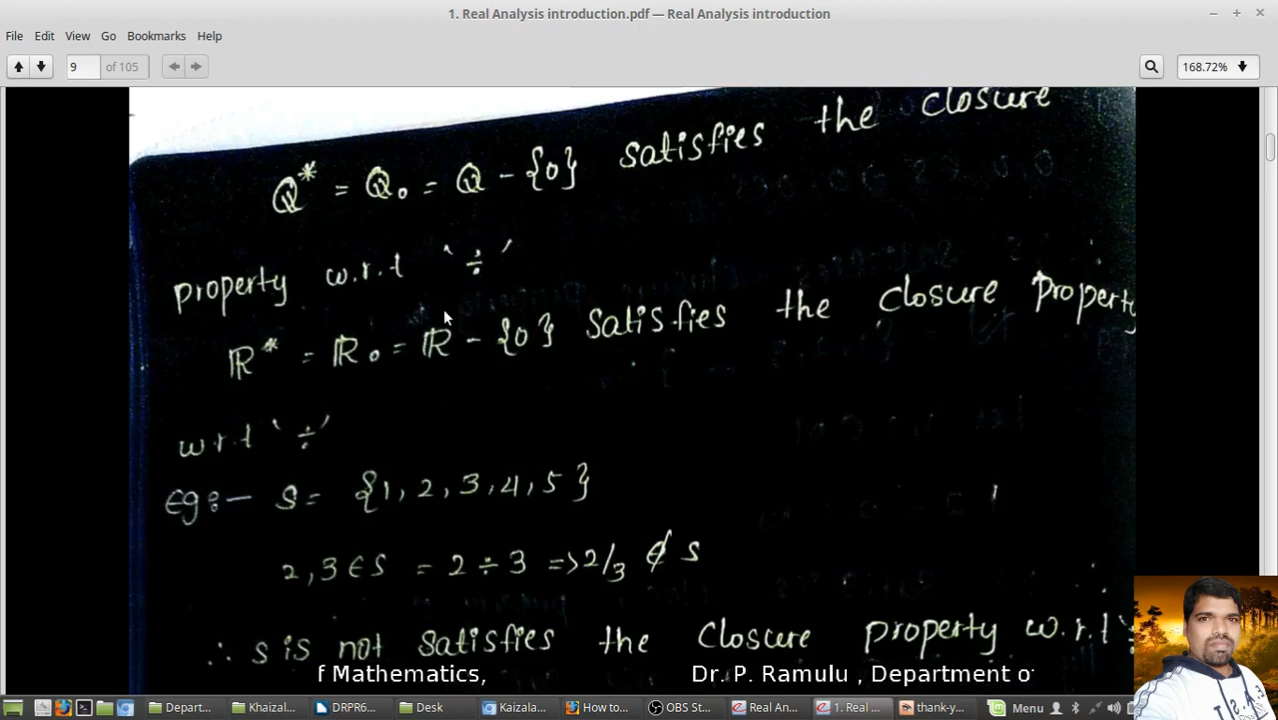 1. Real Analysis introduction.pdf — Real Analysis introduction
File Edit View Go Bookmarks Help
9 of 105 168.72%
Q* = Q₀ = Q - {0} satisfies the closure
property w.r.t '÷'
ℝ* = ℝ₀ = ℝ - {0} satisfies the closure property
w.r.t '÷'
Eg:- S = {1, 2, 3, 4, 5}
2, 3 ∈ S = 2 ÷ 3 => 2/3 ∉ S
∴ S is not satisfies the closure property w.r.t '
f Mathematics, Dr. P. Ramulu , Department o
Depart... Khaizal... DRPR6... Desk Kaizala... How to... OBS St... Real An... 1. Real ... thank-y... Menu